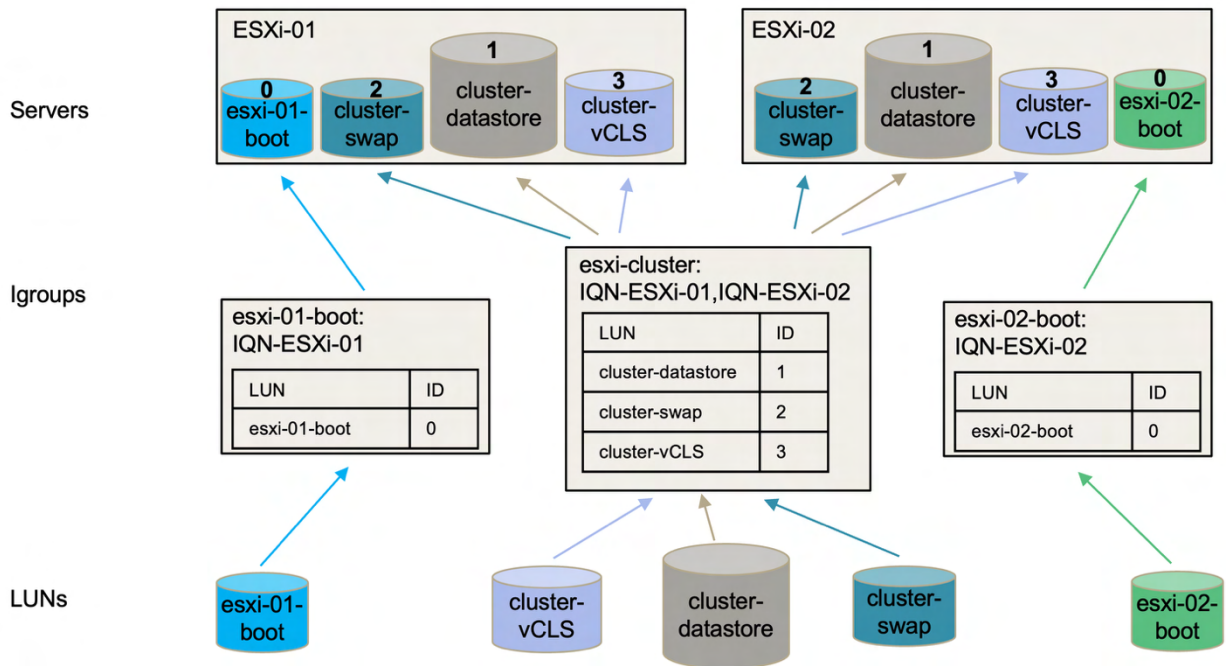 ESXi-01
0
esxi-01-
boot
2
cluster-
swap
1
cluster-
datastore
3
cluster-
vCLS
ESXi-02
2
cluster-
swap
1
cluster-
datastore
3
cluster-
vCLS
0
esxi-02-
boot
Servers
Igroups
esxi-01-boot:
IQN-ESXi-01
LUN ID
esxi-01-boot 0
esxi-cluster:
IQN-ESXi-01,IQN-ESXi-02
LUN ID
cluster-datastore 1
cluster-swap 2
cluster-vCLS 3
esxi-02-boot:
IQN-ESXi-02
LUN ID
esxi-02-boot 0
LUNs
esxi-01-
boot
cluster-
vCLS
cluster-
datastore
cluster-
swap
esxi-02-
boot